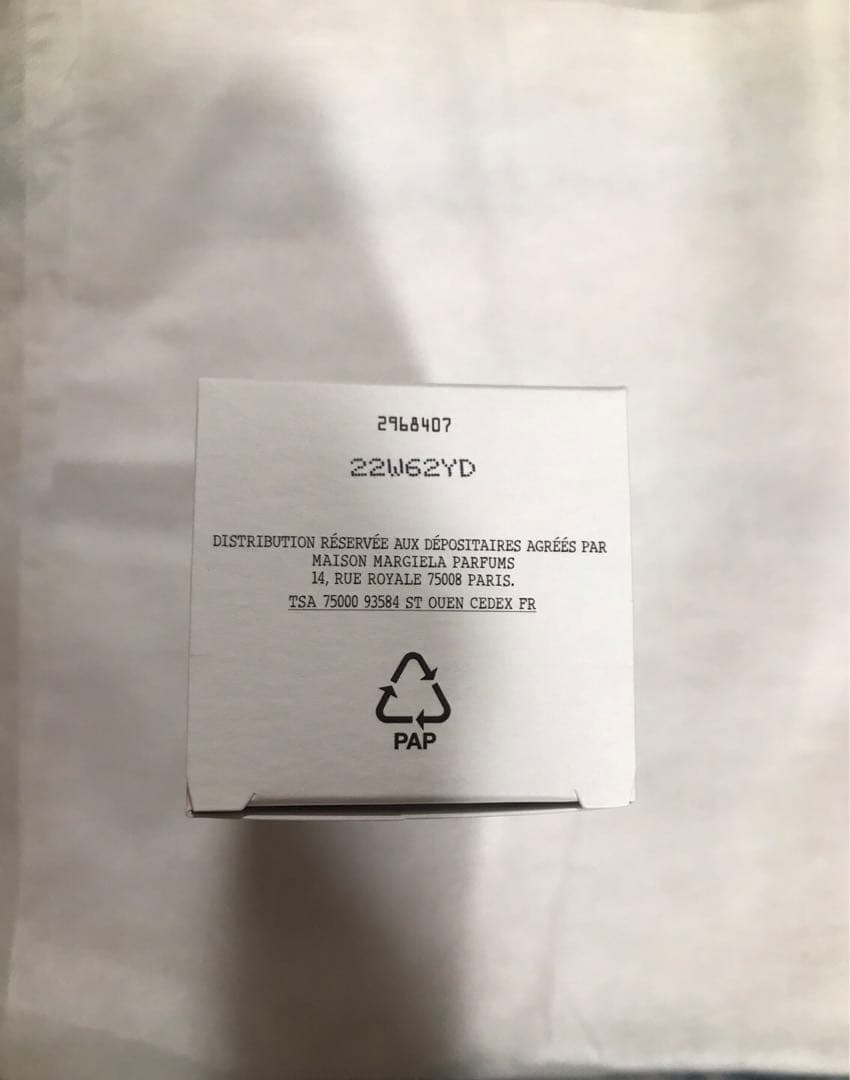 2968407
22W62YD
DISTRIBUTION RÉSERVÉE AUX DÉPOSITAIRES AGRÉÉS PAR
MAISON MARGIELA PARFUMS
14, RUE ROYALE 75008 PARIS.
TSA 75000 93584 ST OUEN CEDEX FR
PAP